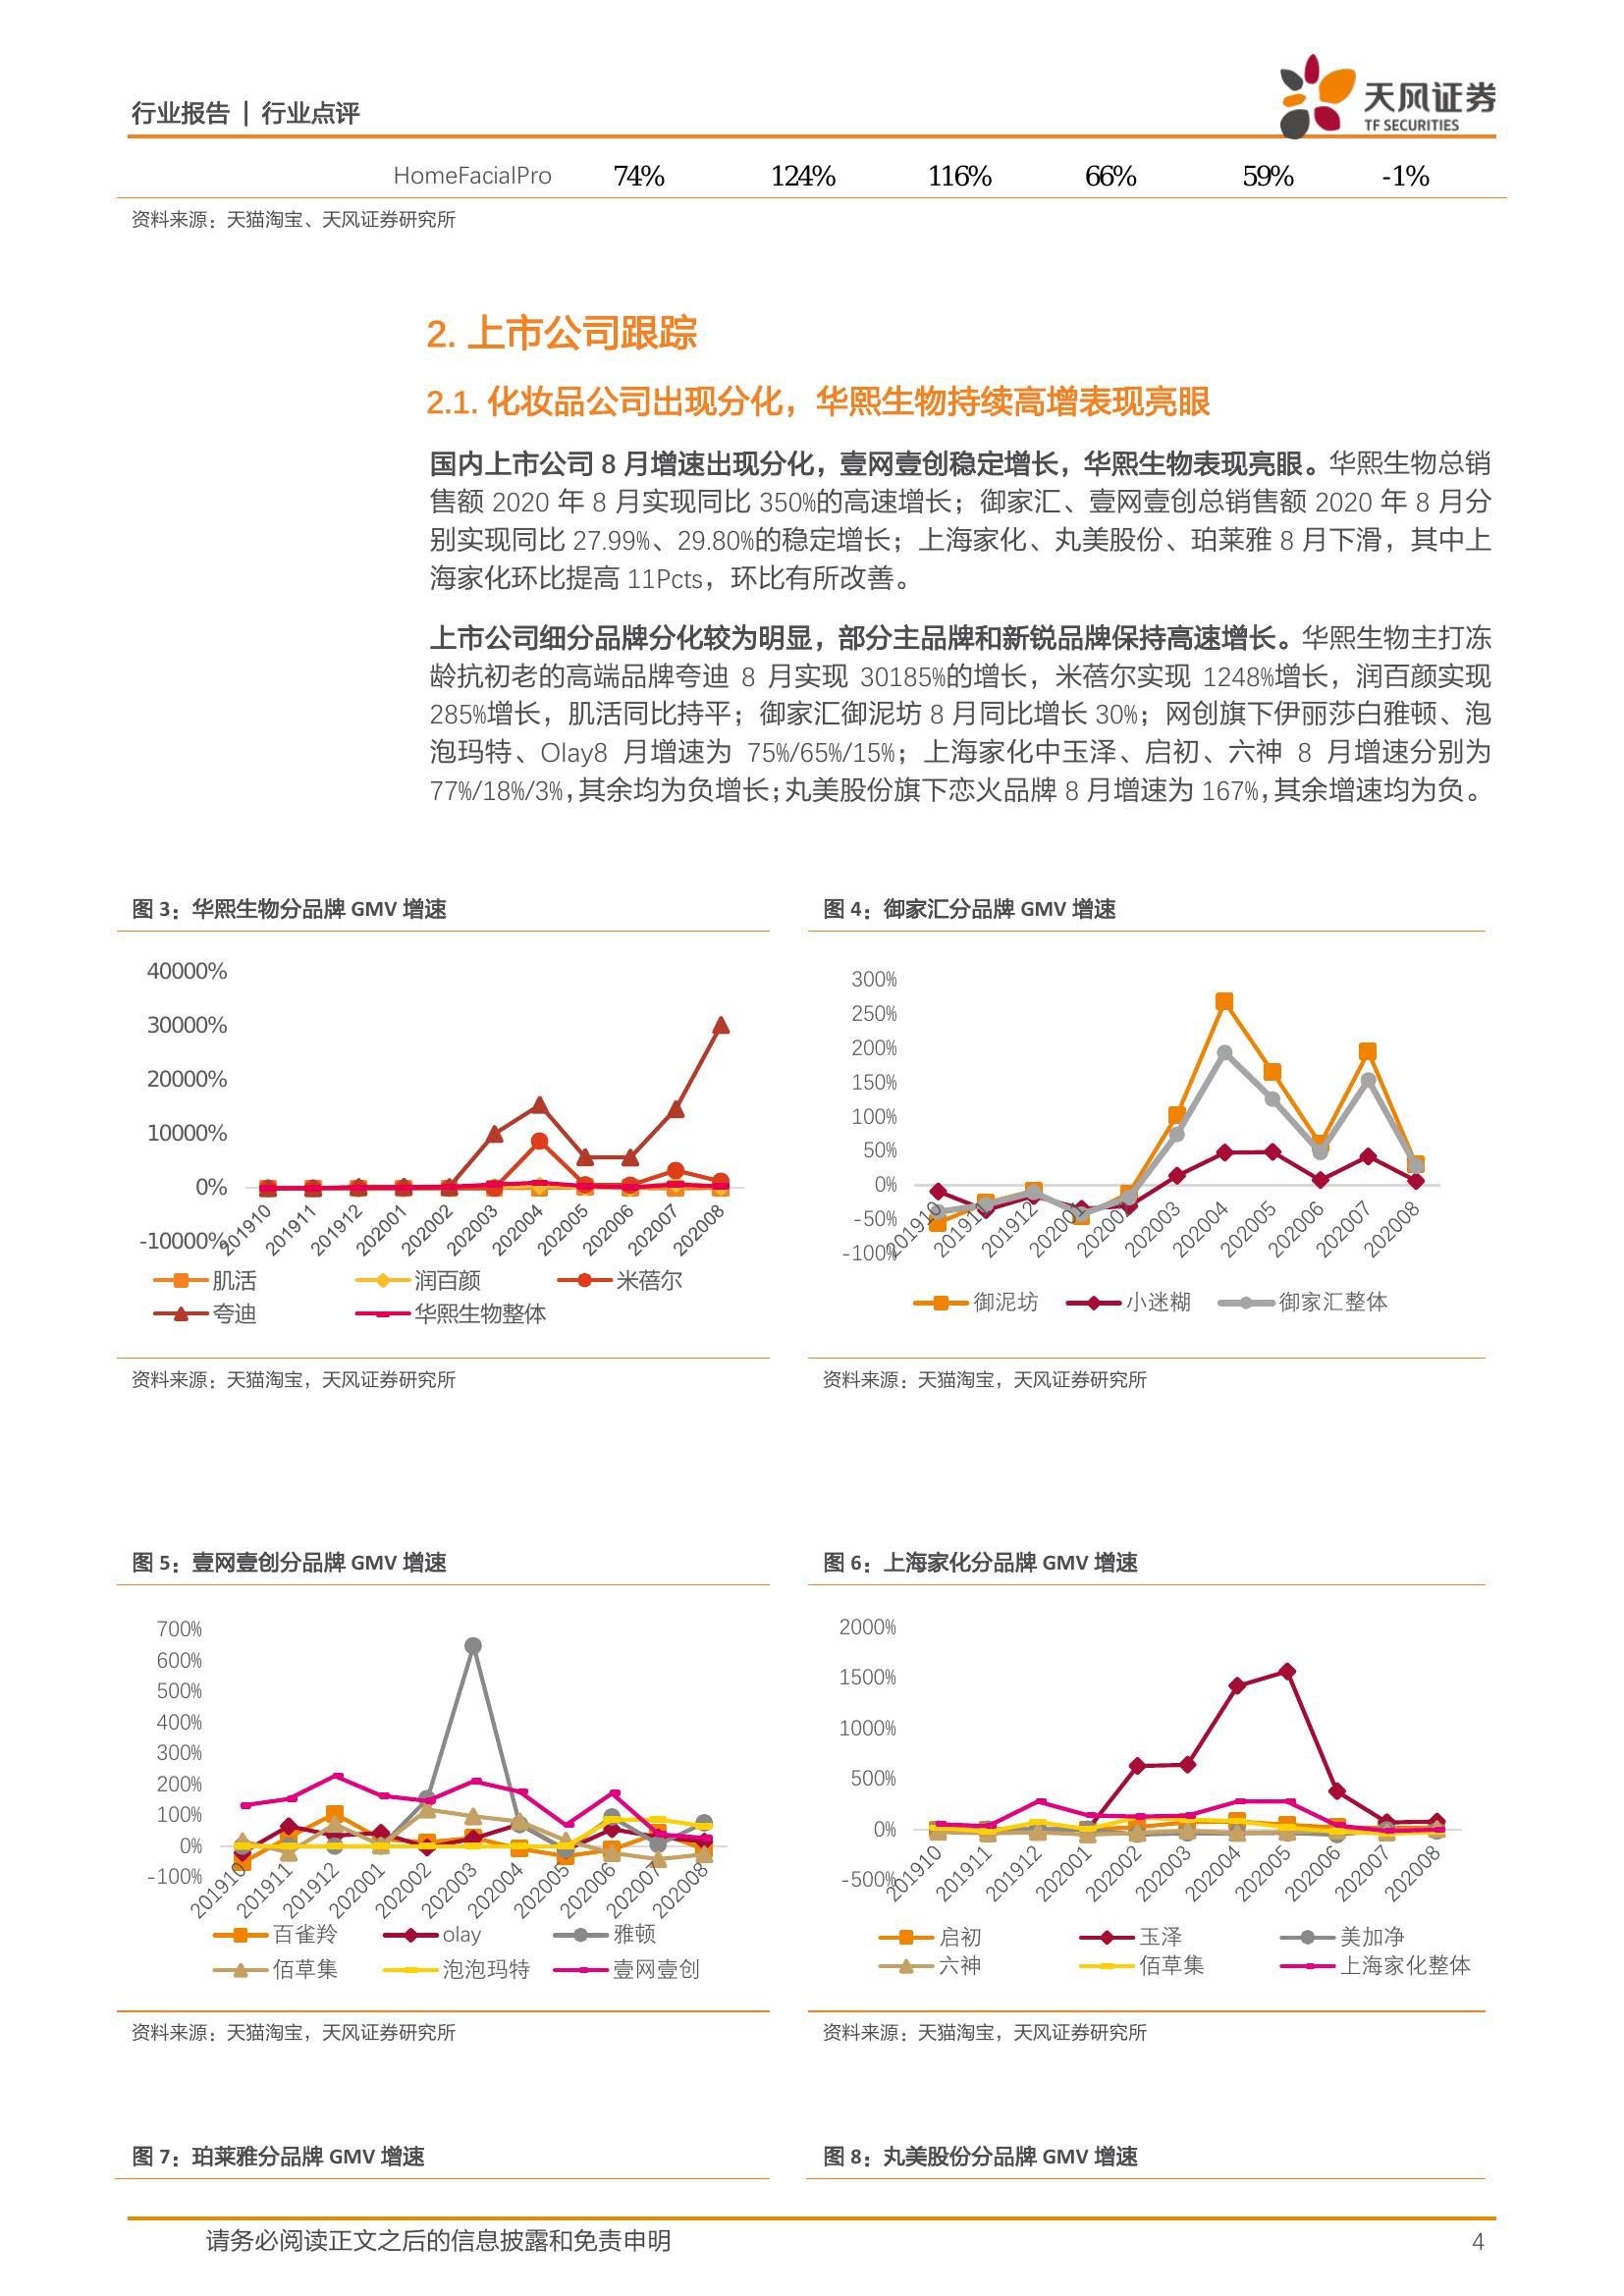 行业报告 | 行业点评
天风证券
TF SECURITIES
HomeFacialPro 74% 124% 116% 66% 59% -1%
资料来源：天猫淘宝、天风证券研究所
2. 上市公司跟踪
2.1. 化妆品公司出现分化，华熙生物持续高增表现亮眼
国内上市公司 8 月增速出现分化，壹网壹创稳定增长，华熙生物表现亮眼。华熙生物总销
售额 2020 年 8 月实现同比 350%的高速增长；御家汇、壹网壹创总销售额 2020 年 8 月分
别实现同比 27.99%、29.80%的稳定增长；上海家化、丸美股份、珀莱雅 8 月下滑，其中上
海家化环比提高 11Pcts，环比有所改善。
上市公司细分品牌分化较为明显，部分主品牌和新锐品牌保持高速增长。华熙生物主打冻
龄抗初老的高端品牌夸迪 8 月实现 30185%的增长，米蓓尔实现 1248%增长，润百颜实现
285%增长，肌活同比持平；御家汇御泥坊 8 月同比增长 30%；网创旗下伊丽莎白雅顿、泡
泡玛特、Olay8 月增速为 75%/65%/15%；上海家化中玉泽、启初、六神 8 月增速分别为
77%/18%/3%，其余均为负增长；丸美股份旗下恋火品牌 8 月增速为 167%，其余增速均为负。
图 3：华熙生物分品牌 GMV 增速
40000%
30000%
20000%
10000%
0%
-10000%
201910 201911 201912 202001 202002 202003 202004 202005 202006 202007 202008
肌活 润百颜 米蓓尔
夸迪 华熙生物整体
资料来源：天猫淘宝，天风证券研究所
图 4：御家汇分品牌 GMV 增速
300%
250%
200%
150%
100%
50%
0%
-50%
-100%
201910 201911 201912 202001 202002 202003 202004 202005 202006 202007 202008
御泥坊 小迷糊 御家汇整体
资料来源：天猫淘宝，天风证券研究所
图 5：壹网壹创分品牌 GMV 增速
700%
600%
500%
400%
300%
200%
100%
0%
-100%
201910 201911 201912 202001 202002 202003 202004 202005 202006 202007 202008
百雀羚 olay 雅顿
佰草集 泡泡玛特 壹网壹创
资料来源：天猫淘宝，天风证券研究所
图 6：上海家化分品牌 GMV 增速
2000%
1500%
1000%
500%
0%
-500%
201910 201911 201912 202001 202002 202003 202004 202005 202006 202007 202008
启初 玉泽 美加净
六神 佰草集 上海家化整体
资料来源：天猫淘宝，天风证券研究所
图 7：珀莱雅分品牌 GMV 增速
图 8：丸美股份分品牌 GMV 增速
请务必阅读正文之后的信息披露和免责申明 4